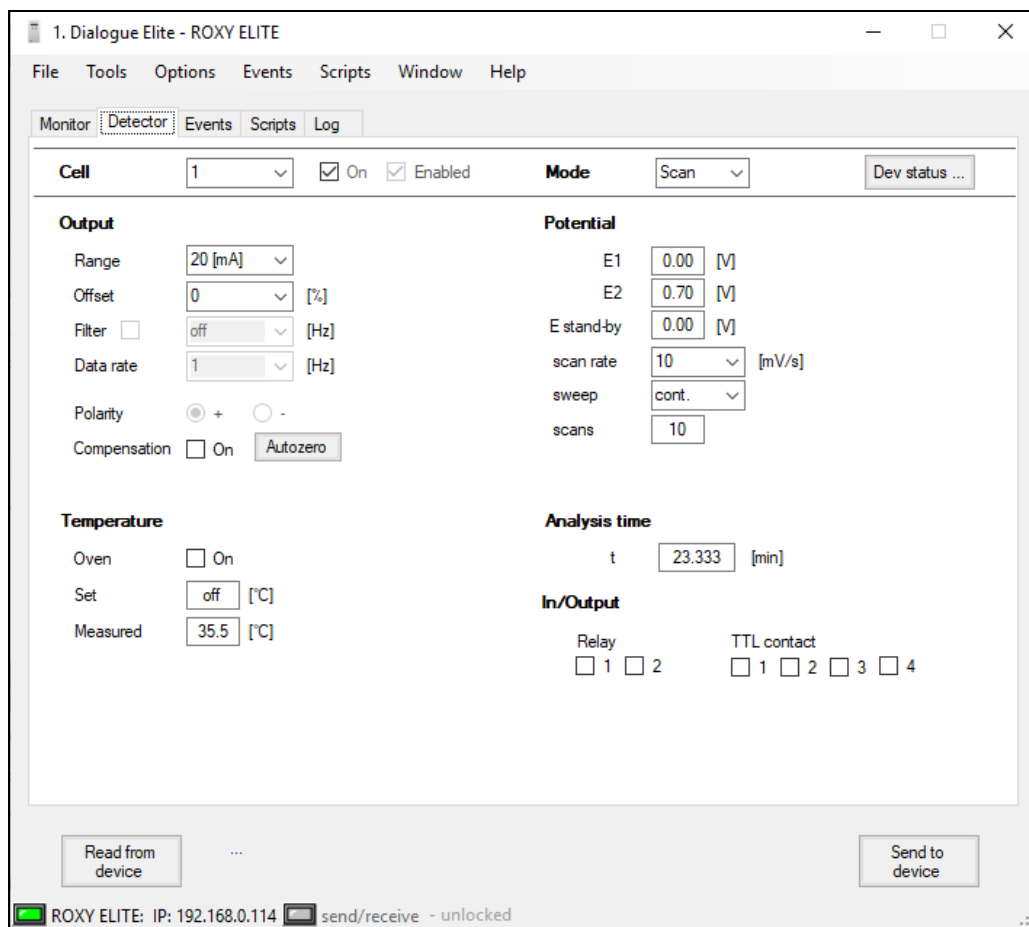 1. Dialogue Elite - ROXY ELITE
File Tools Options Events Scripts Window Help
Monitor Detector Events Scripts Log
Cell 1 On Enabled Mode Scan Dev status ...
Output
Range 20 [mA]
Offset 0 [%]
Filter off [Hz]
Data rate 1 [Hz]
Polarity + -
Compensation On Autozero
Potential
E1 0.00 [V]
E2 0.70 [V]
E stand-by 0.00 [V]
scan rate 10 [mV/s]
sweep cont.
scans 10
Temperature
Oven On
Set off [°C]
Measured 35.5 [°C]
Analysis time
t 23.333 [min]
In/Output
Relay TTL contact
1 2 1 2 3 4
Read from
device
...
Send to
device
ROXY ELITE: IP: 192.168.0.114 send/receive - unlocked